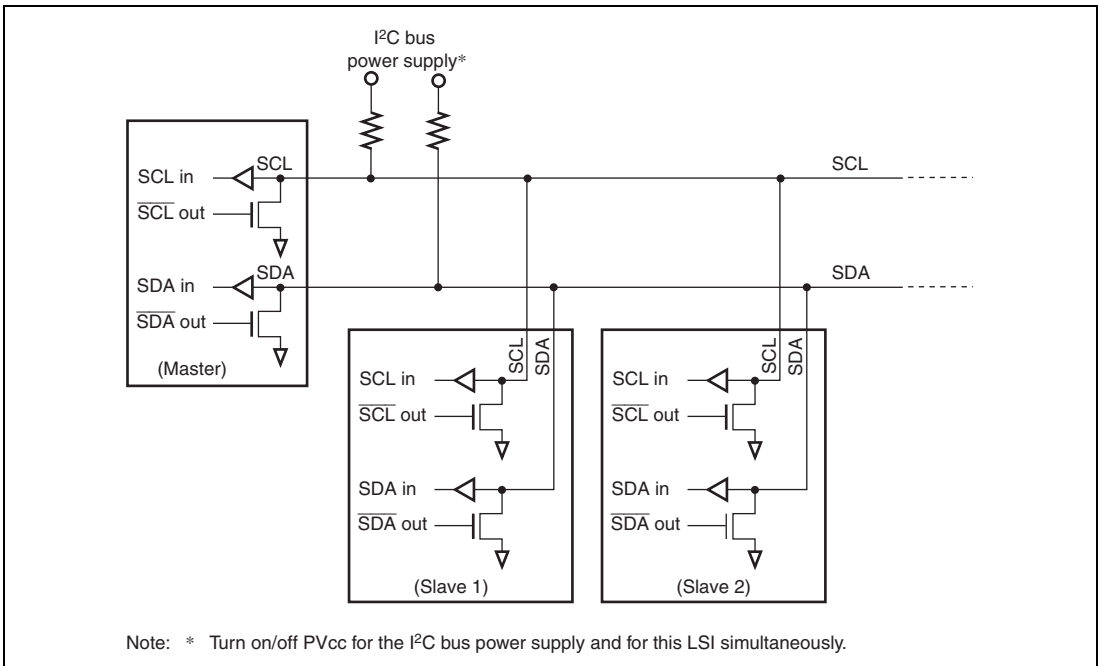 I²C bus
power supply*
SCL
SCL in
SCL out
SDA
SDA in
SDA out
(Master)
SCL
SDA
SCL
SDA
SCL in
SCL out
SDA in
SDA out
(Slave 1)
SCL
SDA
SCL in
SCL out
SDA in
SDA out
(Slave 2)
Note: * Turn on/off PVcc for the I²C bus power supply and for this LSI simultaneously.